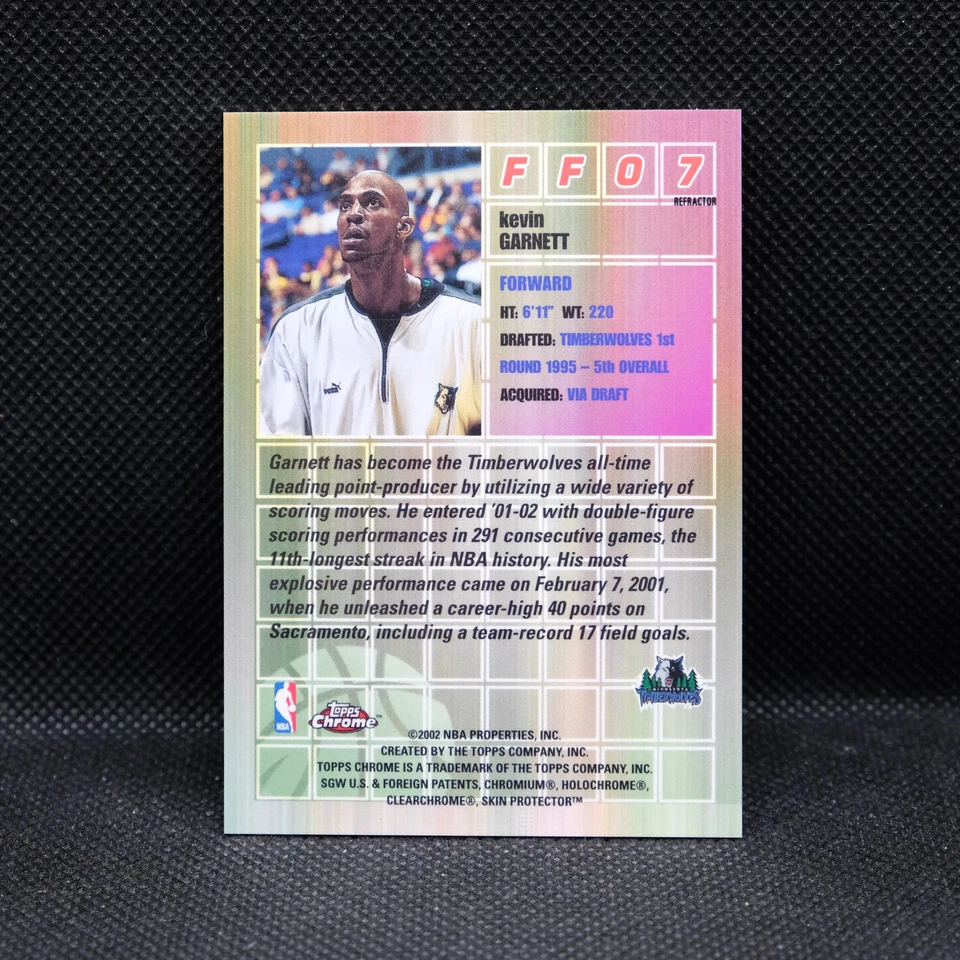 FF07
REFRACTOR
kevin
GARNETT
FORWARD
HT: 6'11" WT: 220
DRAFTED: TIMBERWOLVES 1st
ROUND 1995 – 5th OVERALL
ACQUIRED: VIA DRAFT
Garnett has become the Timberwolves all-time
leading point-producer by utilizing a wide variety of
scoring moves. He entered '01-02 with double-figure
scoring performances in 291 consecutive games, the
11th-longest streak in NBA history. His most
explosive performance came on February 7, 2001,
when he unleashed a career-high 40 points on
Sacramento, including a team-record 17 field goals.
MINNESOTA
TIMBERWOLVES
NBA
topps
Chrome™
©2002 NBA PROPERTIES, INC.
CREATED BY THE TOPPS COMPANY, INC.
TOPPS CHROME IS A TRADEMARK OF THE TOPPS COMPANY, INC.
SGW U.S. & FOREIGN PATENTS, CHROMIUM®, HOLOCHROME®,
CLEARCHROME®, SKIN PROTECTOR™